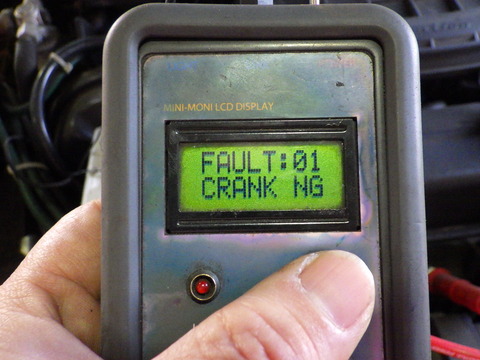 MINI-MONI LCD DISPLAY
FAULT:01
CRANK NG